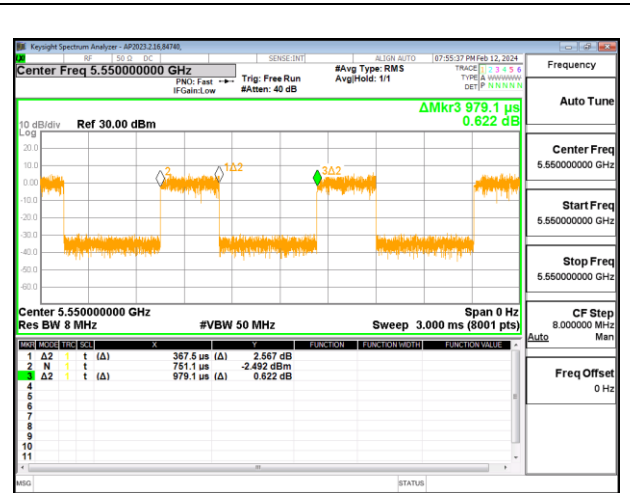 Keysight Spectrum Analyzer - AP2023.2.16,84740,
RF 50 Ω DC SENSE:INT ALIGN AUTO 07:55:37 PM Feb 12, 2024
Center Freq 5.550000000 GHz
PNO: Fast
IFGain:Low
Trig: Free Run
#Atten: 40 dB
#Avg Type: RMS
Avg|Hold: 1/1
TRACE 1 2 3 4 5 6
TYPE A WWWWW
DET P N N N N N
ΔMkr3 979.1 µs
0.622 dB
10 dB/div Ref 30.00 dBm
Log
20.0
10.0
0.00
-10.0
-20.0
-30.0
-40.0
-50.0
-60.0
2
1Δ2
3Δ2
Center 5.550000000 GHz Span 0 Hz
Res BW 8 MHz #VBW 50 MHz Sweep 3.000 ms (8001 pts)
MKR MODE TRC SCL X Y FUNCTION FUNCTION WIDTH FUNCTION VALUE
1 Δ2 1 t (Δ) 367.5 µs (Δ) 2.567 dB
2 N 1 t 751.1 µs -2.492 dBm
3 Δ2 1 t (Δ) 979.1 µs (Δ) 0.622 dB
4
5
6
7
8
9
10
11
MSG STATUS
Frequency
Auto Tune
Center Freq
5.550000000 GHz
Start Freq
5.550000000 GHz
Stop Freq
5.550000000 GHz
CF Step
8.000000 MHz
Auto Man
Freq Offset
0 Hz